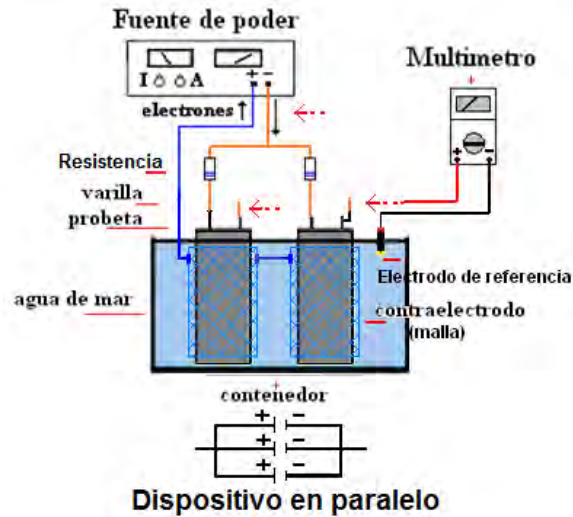 Fuente de poder
I A + −
electrones
Multimetro
+ −
Resistencia
varilla
probeta
agua de mar
Electrodo de referencia
contraelectrodo
(malla)
contenedor
+ −
+ −
+ −
Dispositivo en paralelo